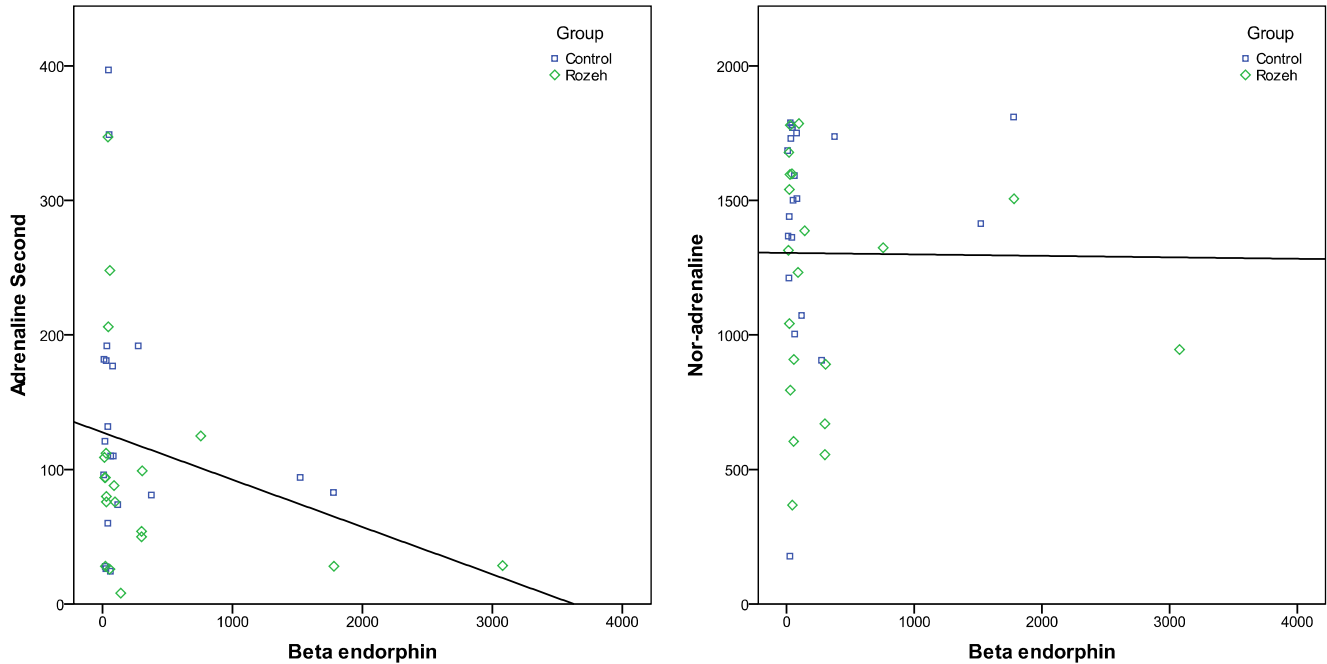 Group
Control
Rozeh
400
300
200
100
0
Adrenaline Second
0
1000
2000
3000
4000
Beta endorphin
Group
Control
Rozeh
2000
1500
1000
500
0
Nor-adrenaline
0
1000
2000
3000
4000
Beta endorphin